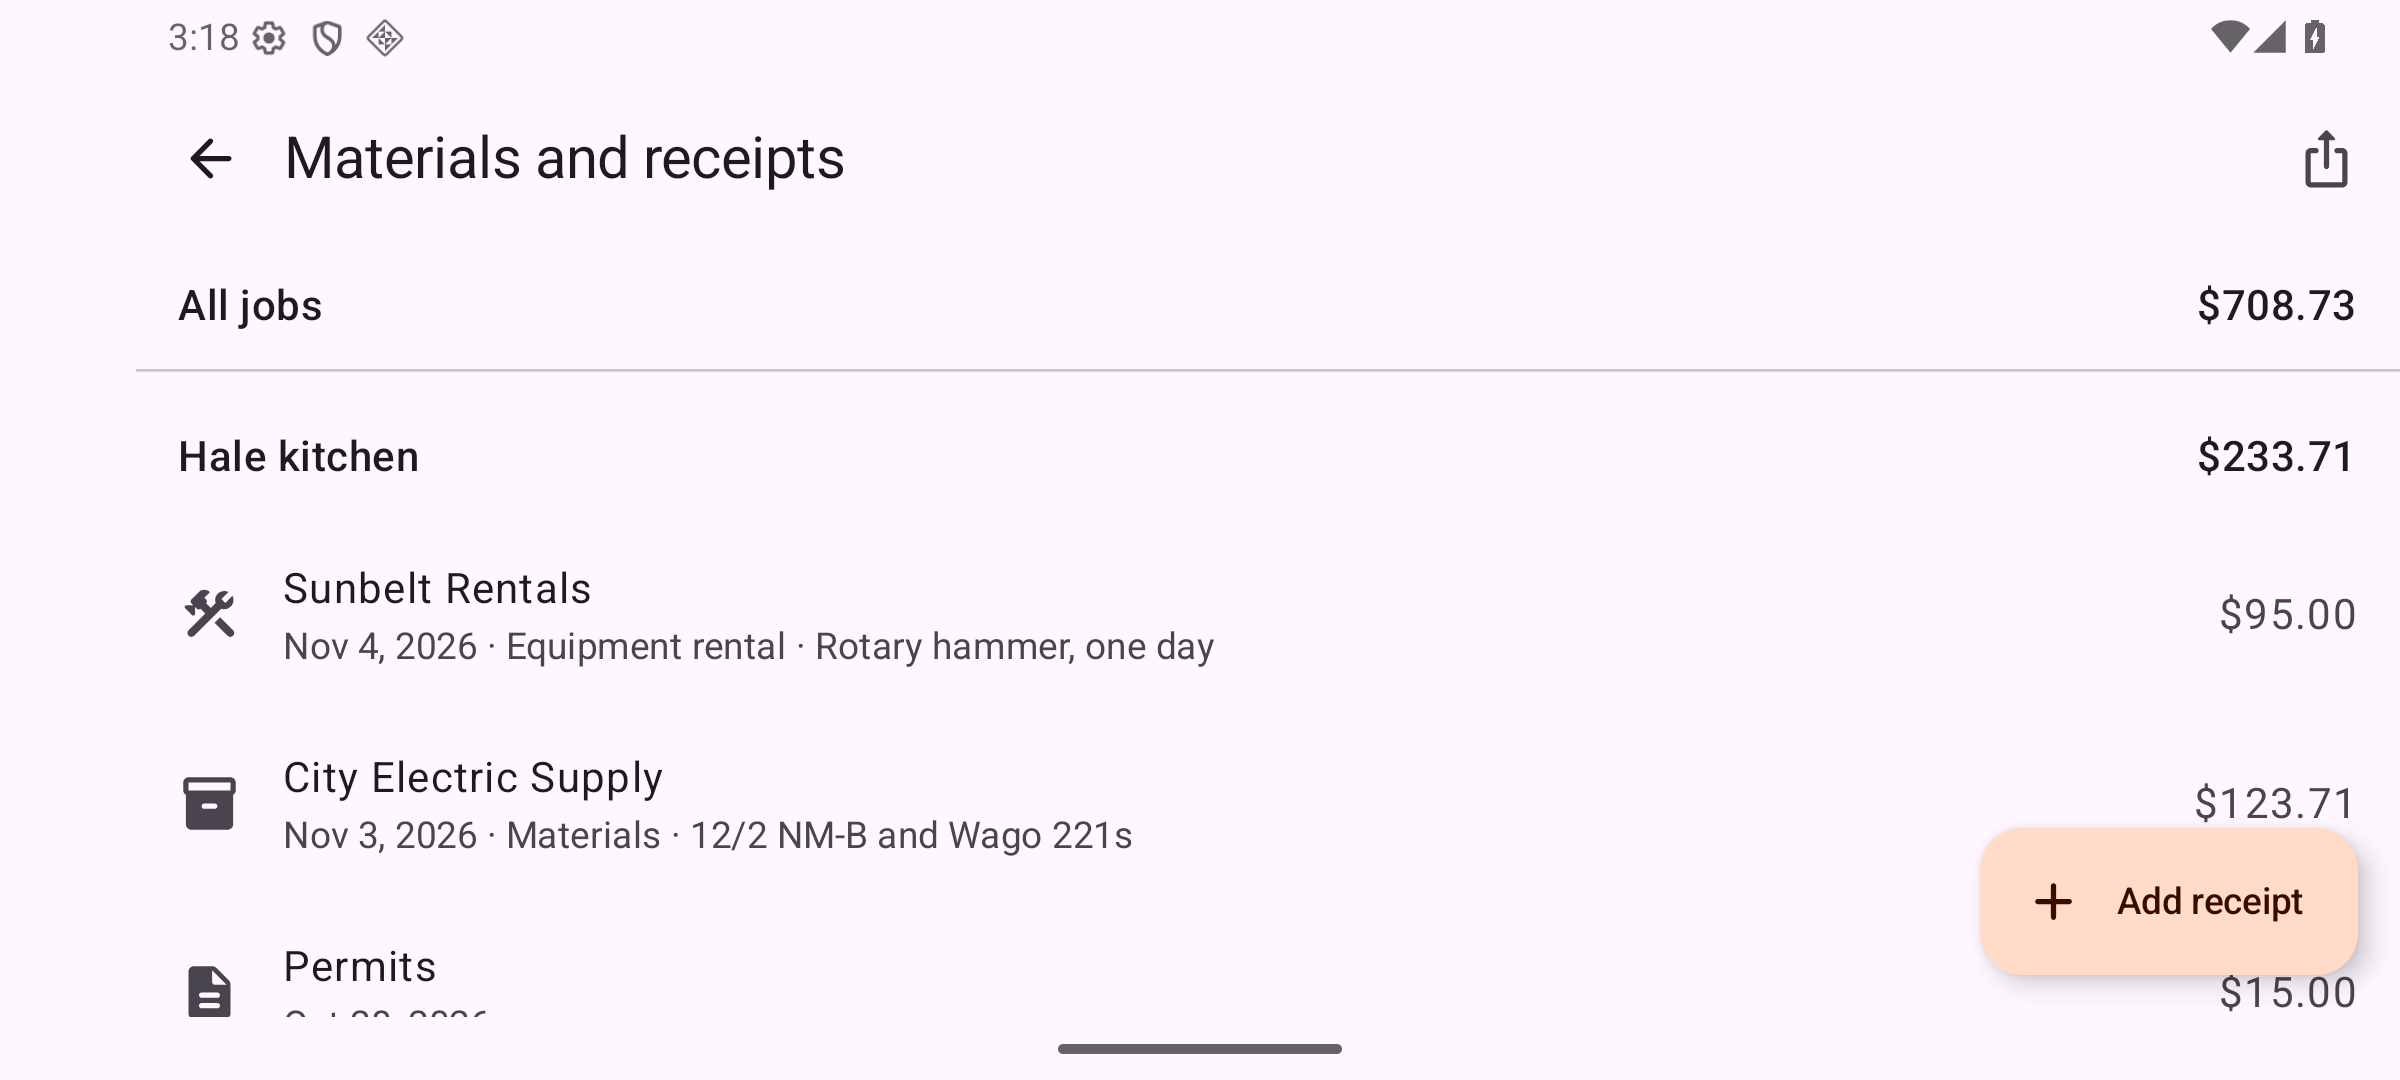 3:18
Materials and receipts
All jobs
$708.73
Hale kitchen
$233.71
Sunbelt Rentals
Nov 4, 2026 · Equipment rental · Rotary hammer, one day
$95.00
City Electric Supply
Nov 3, 2026 · Materials · 12/2 NM-B and Wago 221s
$123.71
Add receipt
Permits
$15.00